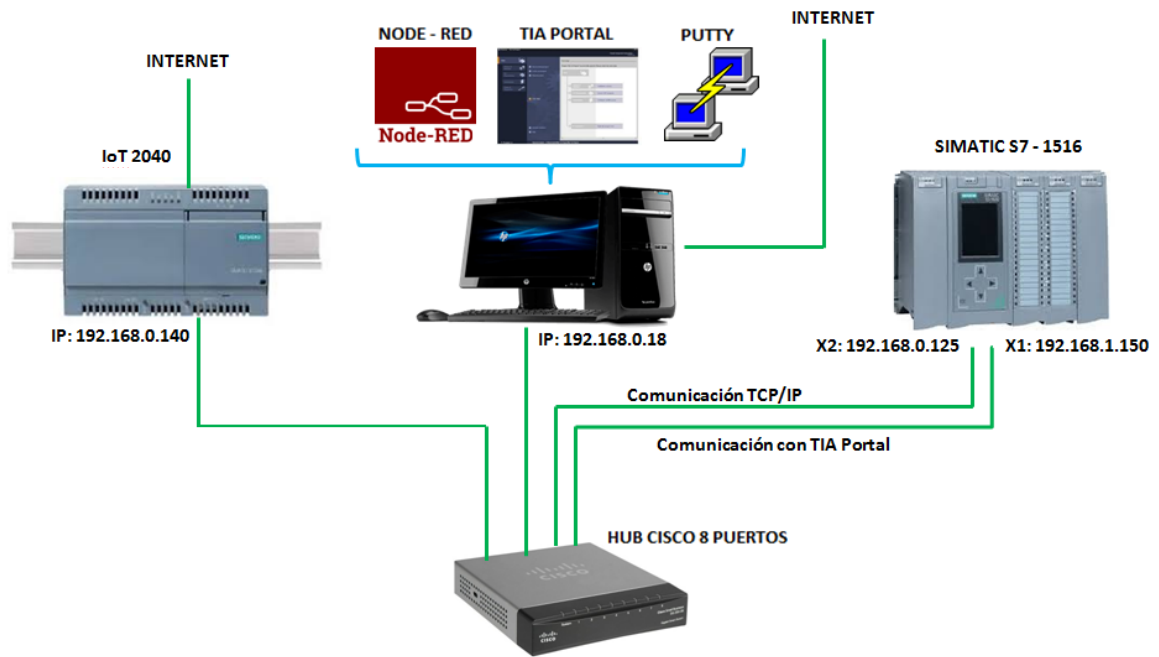 INTERNET
NODE - RED
TIA PORTAL
PUTTY
INTERNET
Node-RED
IoT 2040
SIMATIC S7 - 1516
SIEMENS
IP: 192.168.0.140
IP: 192.168.0.18
X2: 192.168.0.125
X1: 192.168.1.150
Comunicación TCP/IP
Comunicación con TIA Portal
HUB CISCO 8 PUERTOS
CISCO
CISCO